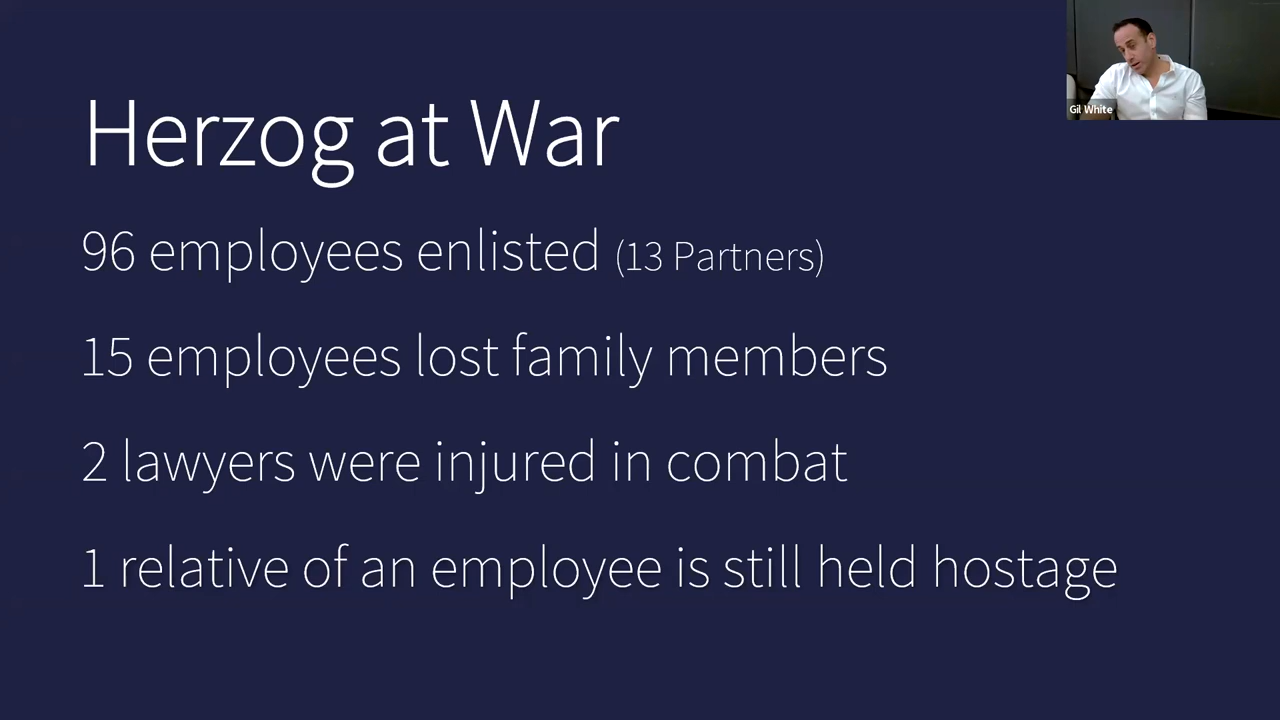 Herzog at War
96 employees enlisted (13 Partners)
15 employees lost family members
2 lawyers were injured in combat
1 relative of an employee is still held hostage
Gil White